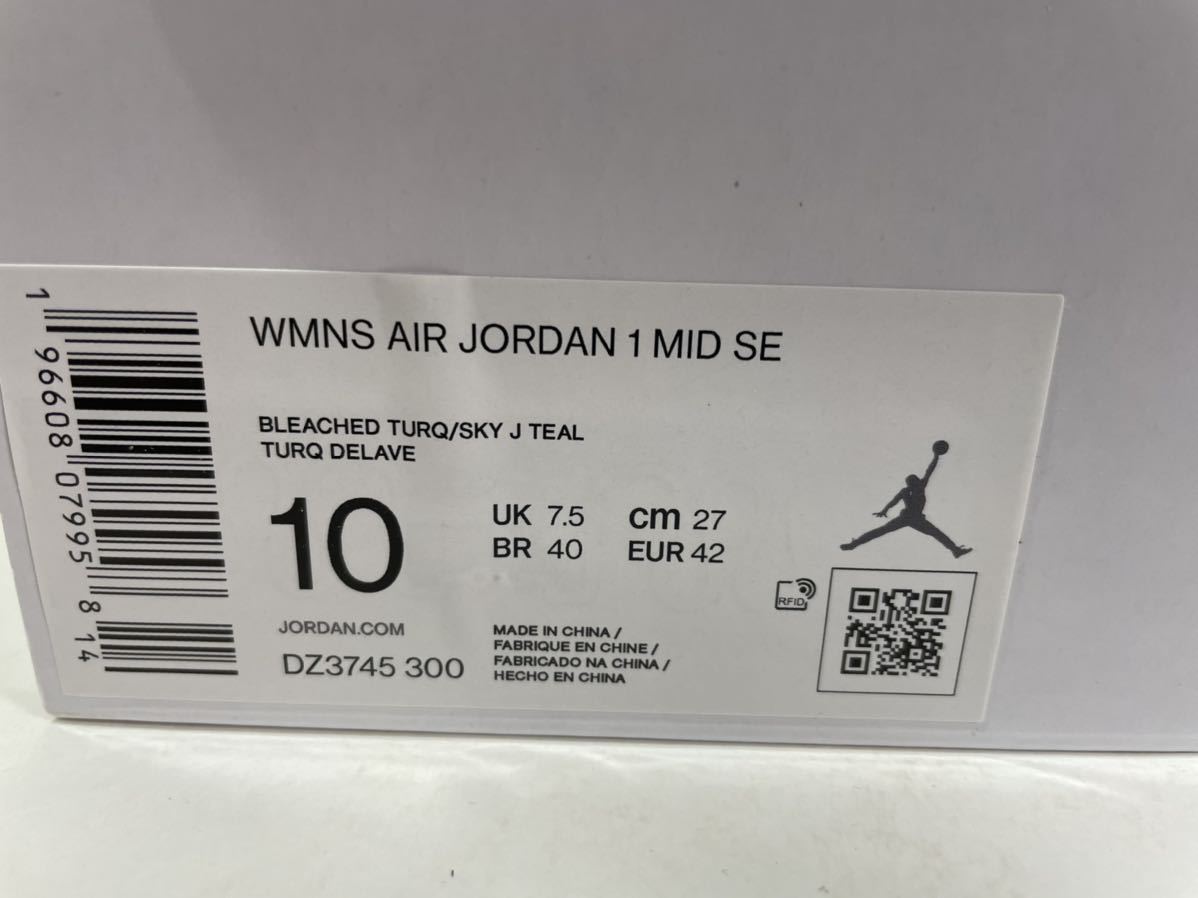 WMNS AIR JORDAN 1 MID SE
BLEACHED TURQ/SKY J TEAL
TURQ DELAVE
10
UK 7.5 cm 27
BR 40 EUR 42
JORDAN.COM
DZ3745 300
MADE IN CHINA /
FABRIQUE EN CHINE /
FABRICADO NA CHINA /
HECHO EN CHINA
RFID
1 96608 07995 8 14